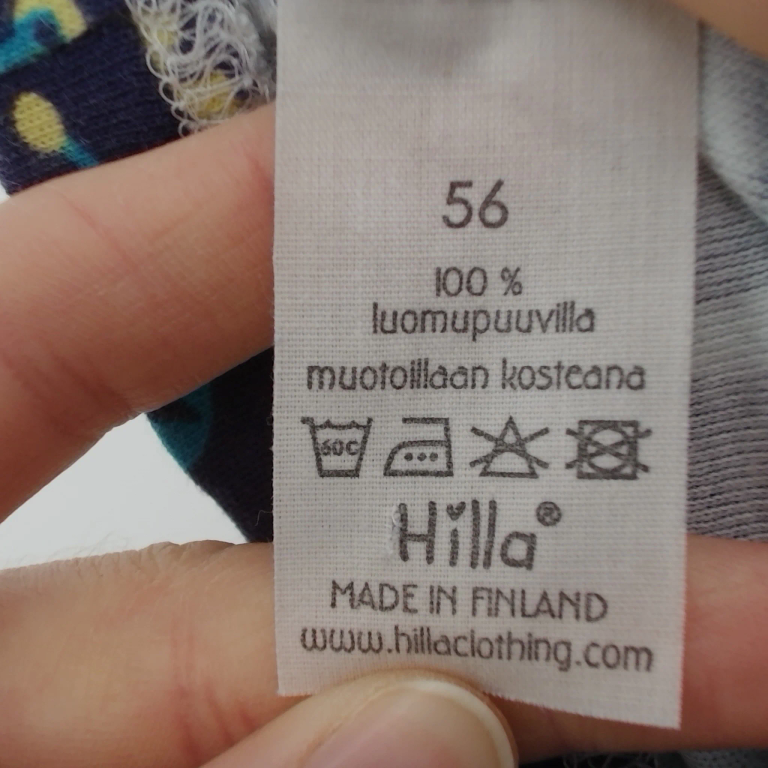 56
100 %
luomupuuvilla
muotoillaan kosteana
60C
Hilla®
MADE IN FINLAND
www.hillaclothing.com